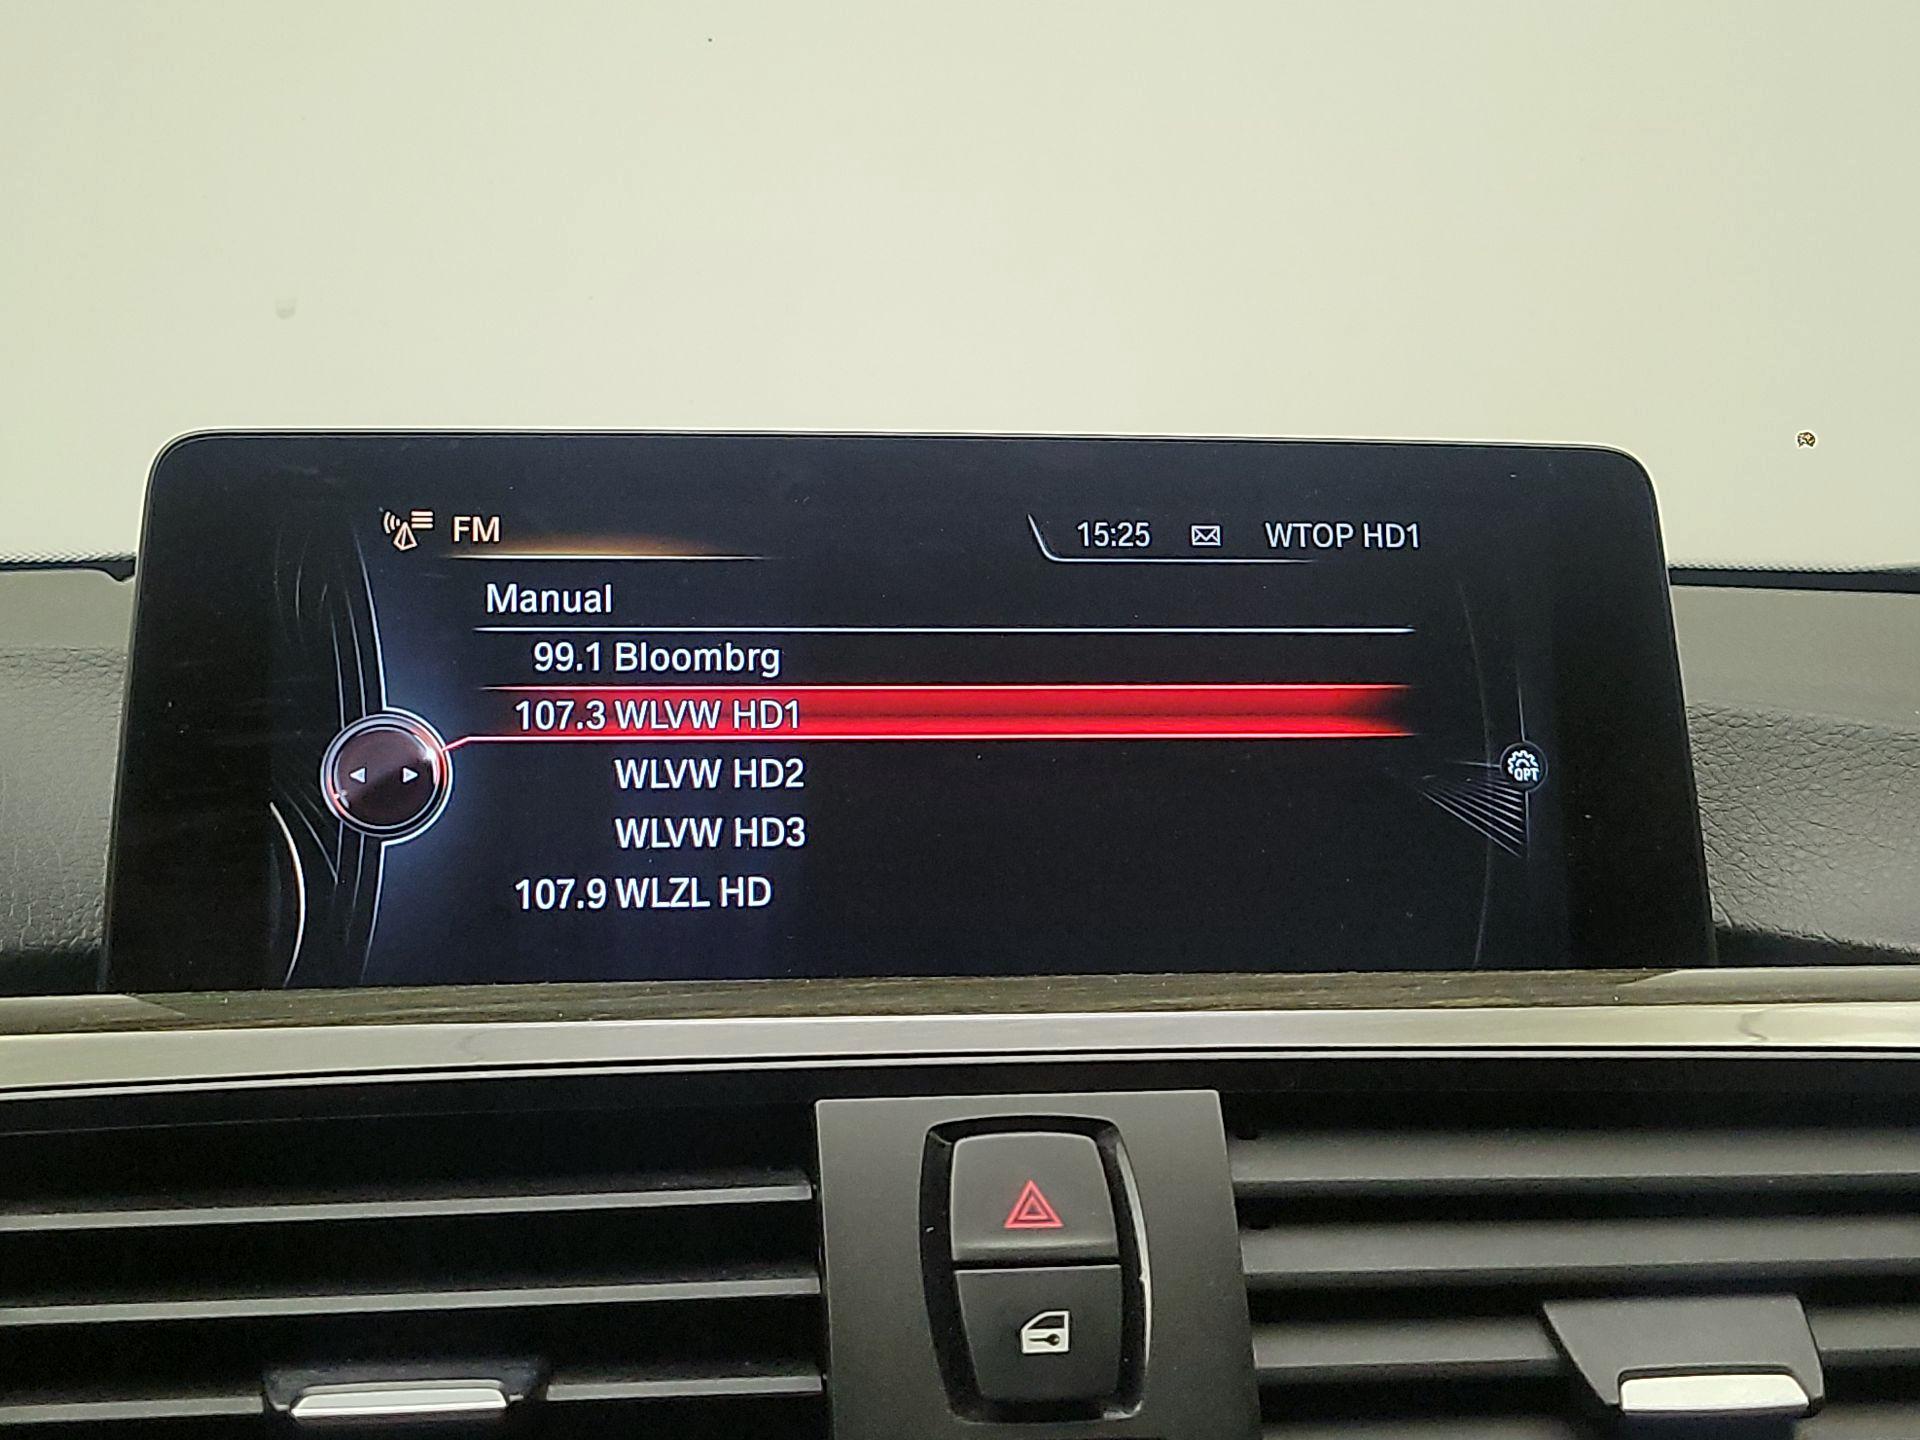 FM 15:25 WTOP HD1
Manual
99.1 Bloombrg
107.3 WLVW HD1
WLVW HD2
WLVW HD3
107.9 WLZL HD
OPT